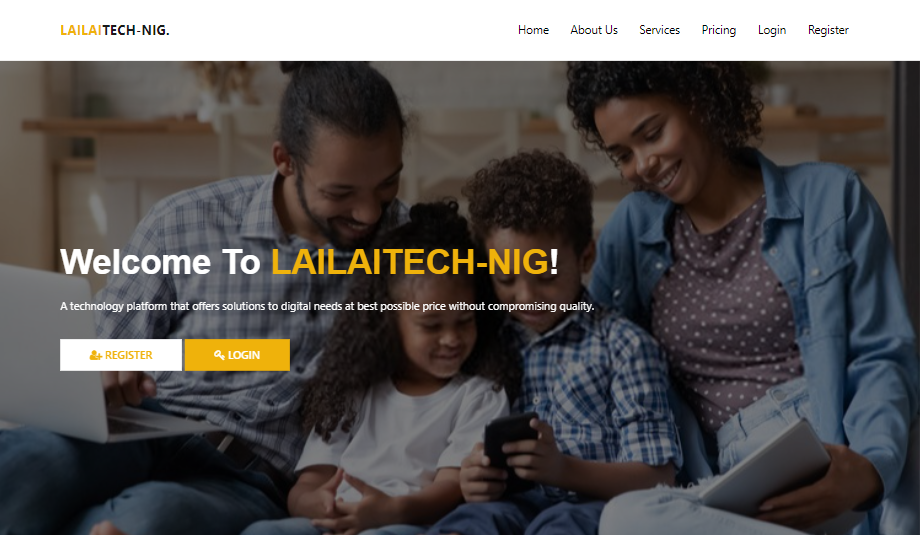 LAILAITECH-NIG.
Home About Us Services Pricing Login Register
Welcome To LAILAITECH-NIG!
A technology platform that offers solutions to digital needs at best possible price without compromising quality.
REGISTER LOGIN